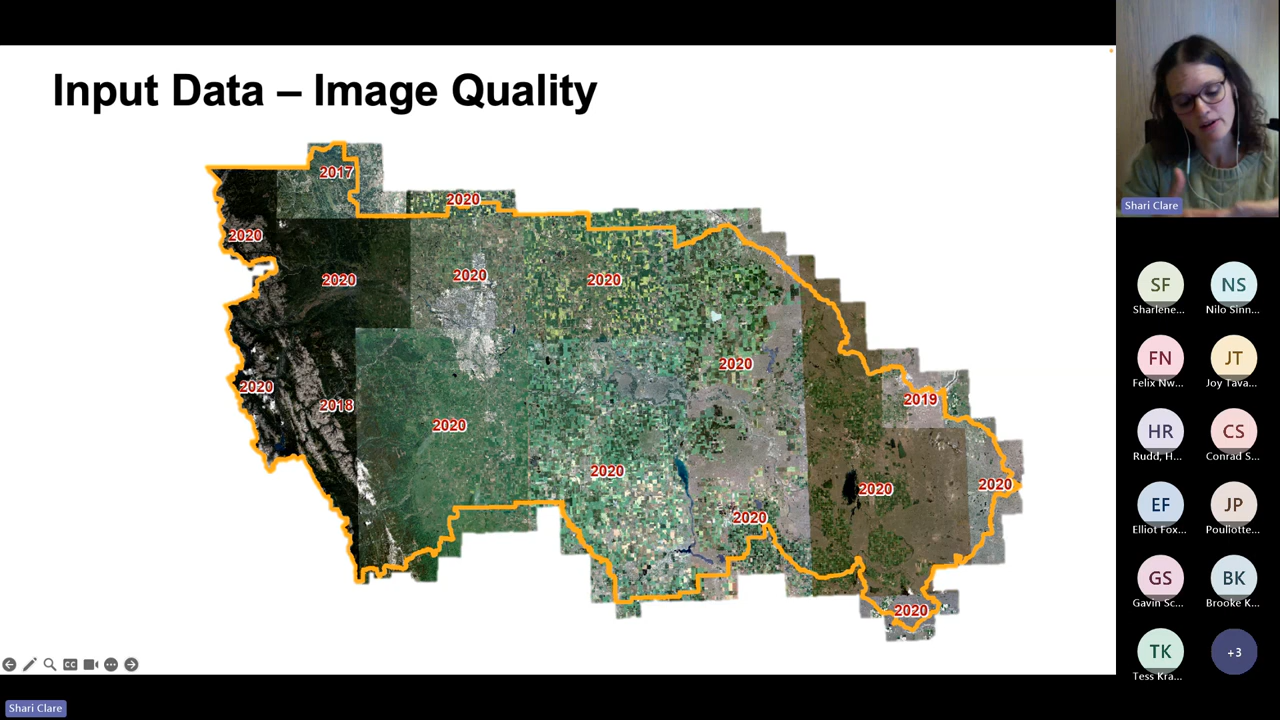 Input Data – Image Quality
2017
2020
2020
2020
2020
2020
2020
2020
2018
2019
2020
2020
2020
2020
2020
2020
Shari Clare
SF
NS
Sharlene...
Nilo Sinn...
FN
JT
Felix Nw...
Joy Tava...
HR
CS
Rudd, H...
Conrad S...
EF
JP
Elliot Fox...
Pouliotte...
GS
BK
Gavin Sc...
Brooke K...
TK
+3
Tess Kra...
CC
Shari Clare